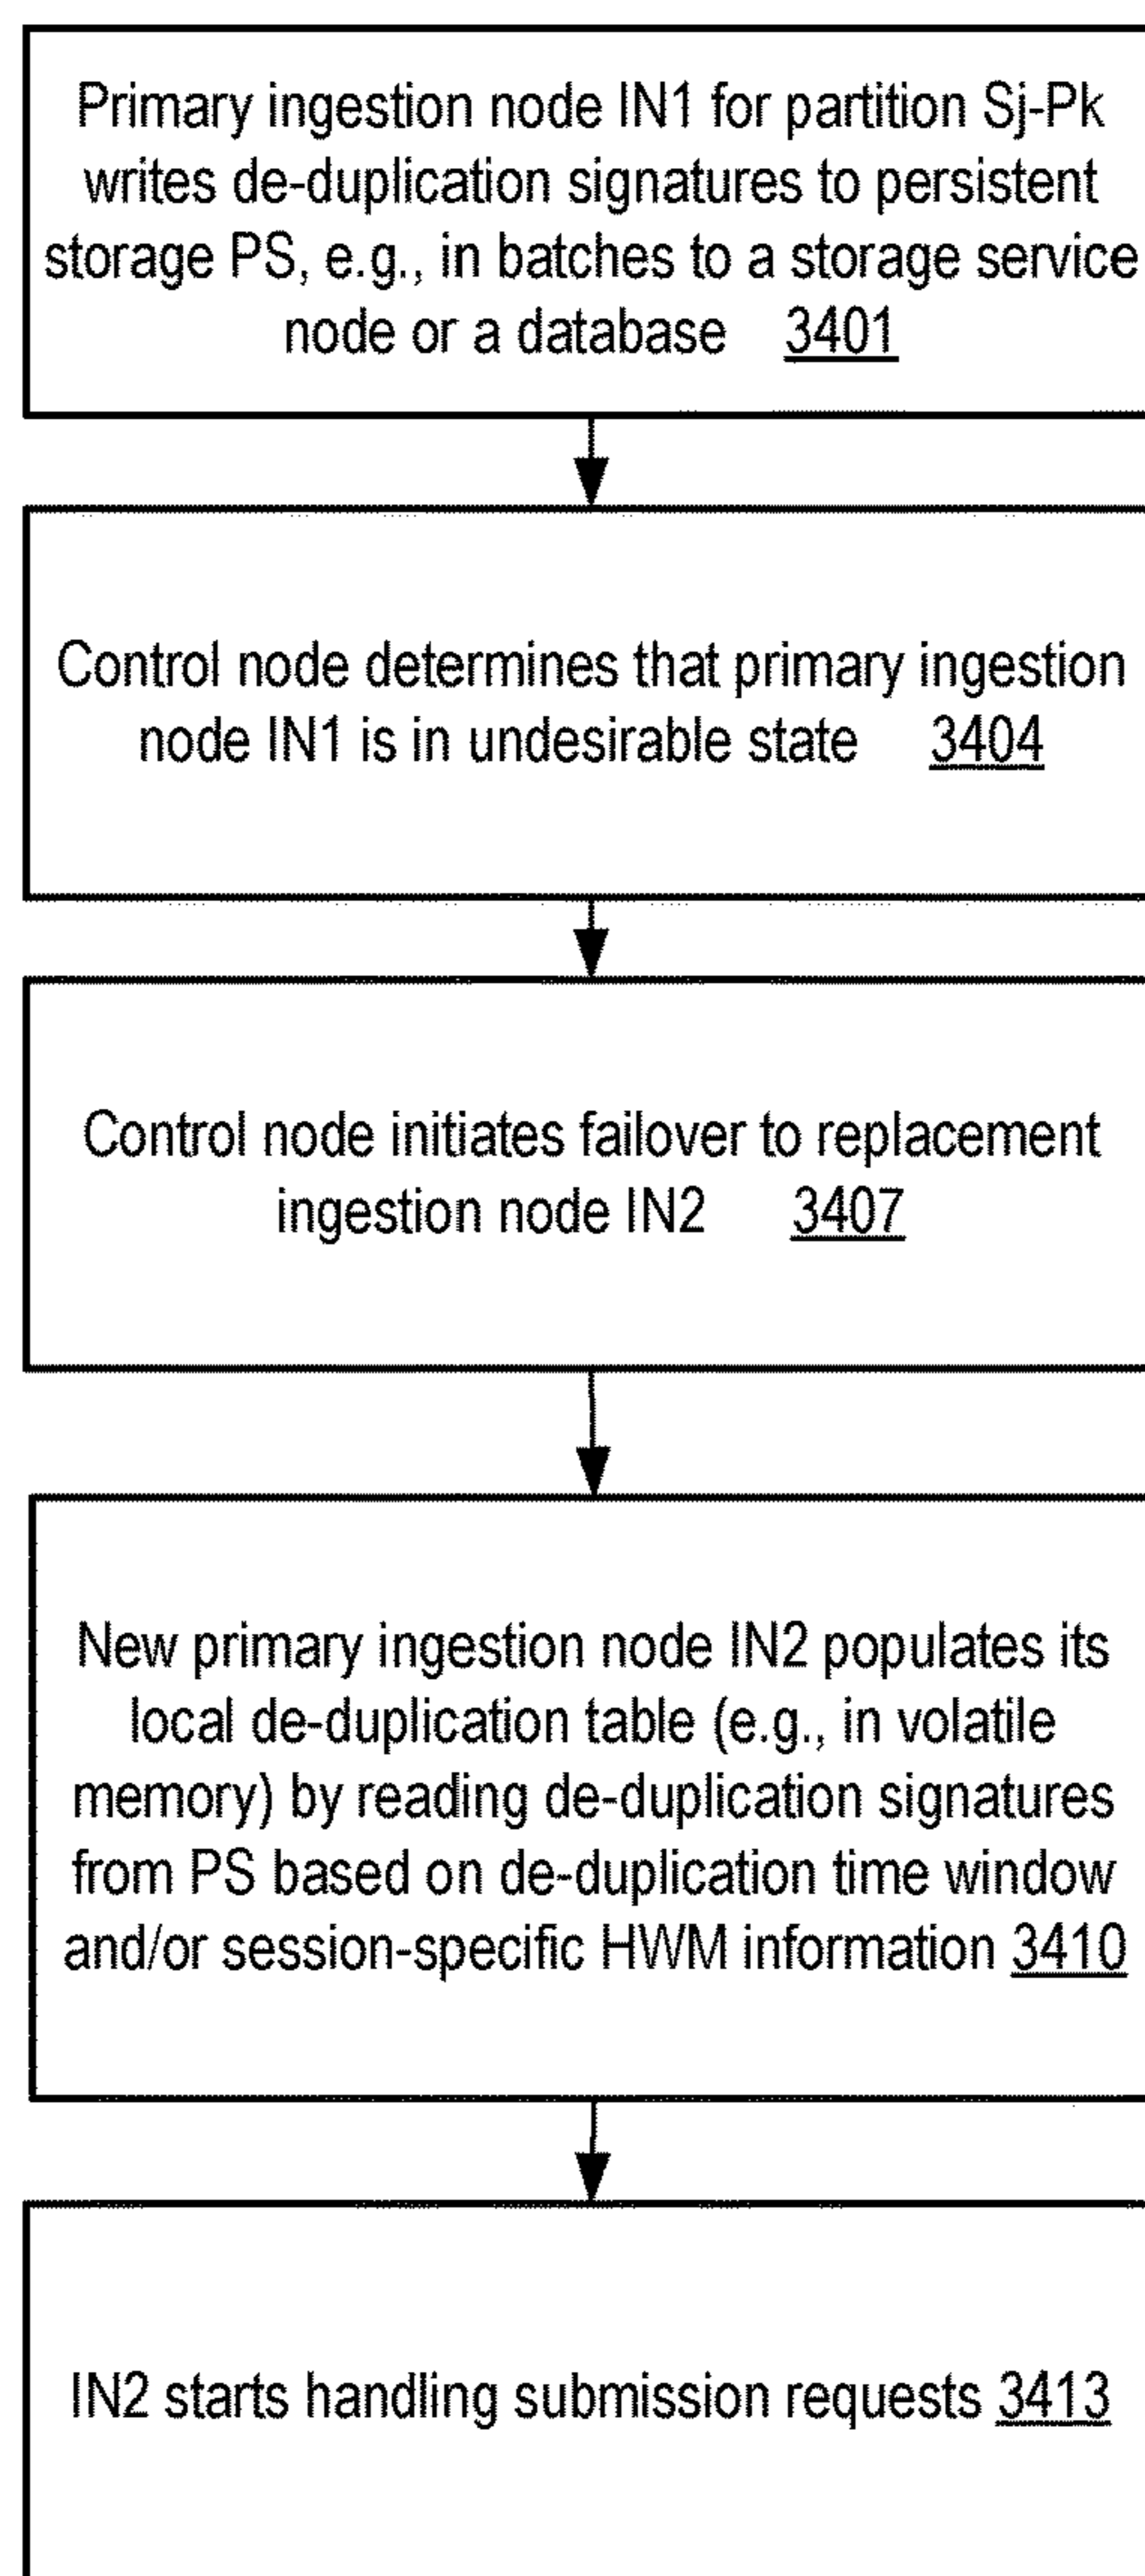 Primary ingestion node IN1 for partition Sj-Pk
writes de-duplication signatures to persistent
storage PS, e.g., in batches to a storage service
node or a database 3401
Control node determines that primary ingestion
node IN1 is in undesirable state 3404
Control node initiates failover to replacement
ingestion node IN2 3407
New primary ingestion node IN2 populates its
local de-duplication table (e.g., in volatile
memory) by reading de-duplication signatures
from PS based on de-duplication time window
and/or session-specific HWM information 3410
IN2 starts handling submission requests 3413